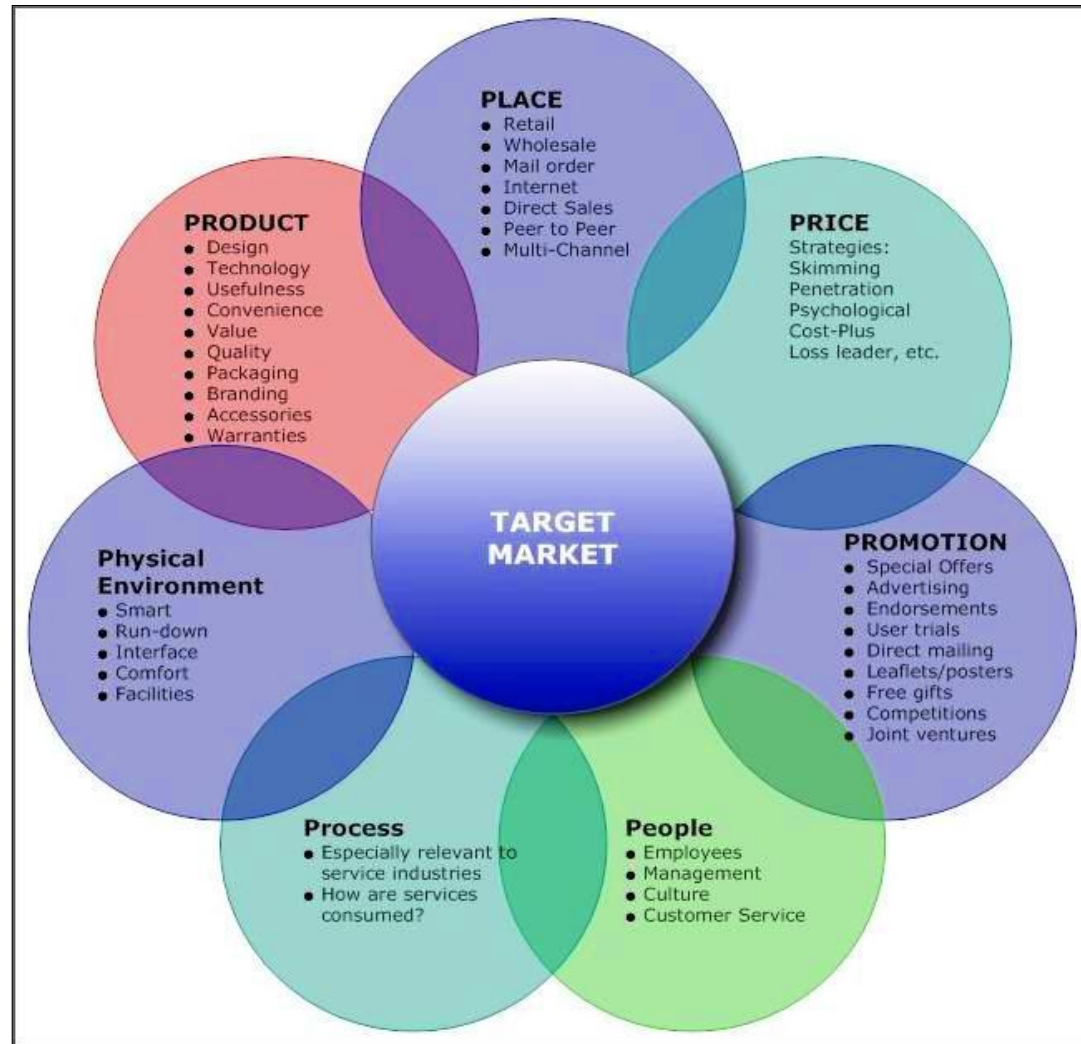 PLACE
● Retail
● Wholesale
● Mail order
● Internet
● Direct Sales
● Peer to Peer
● Multi-Channel
PRODUCT
● Design
● Technology
● Usefulness
● Convenience
● Value
● Quality
● Packaging
● Branding
● Accessories
● Warranties
PRICE
Strategies:
Skimming
Penetration
Psychological
Cost-Plus
Loss leader, etc.
TARGET
MARKET
Physical
Environment
● Smart
● Run-down
● Interface
● Comfort
● Facilities
PROMOTION
● Special Offers
● Advertising
● Endorsements
● User trials
● Direct mailing
● Leaflets/posters
● Free gifts
● Competitions
● Joint ventures
Process
● Especially relevant to
service industries
● How are services
consumed?
People
● Employees
● Management
● Culture
● Customer Service